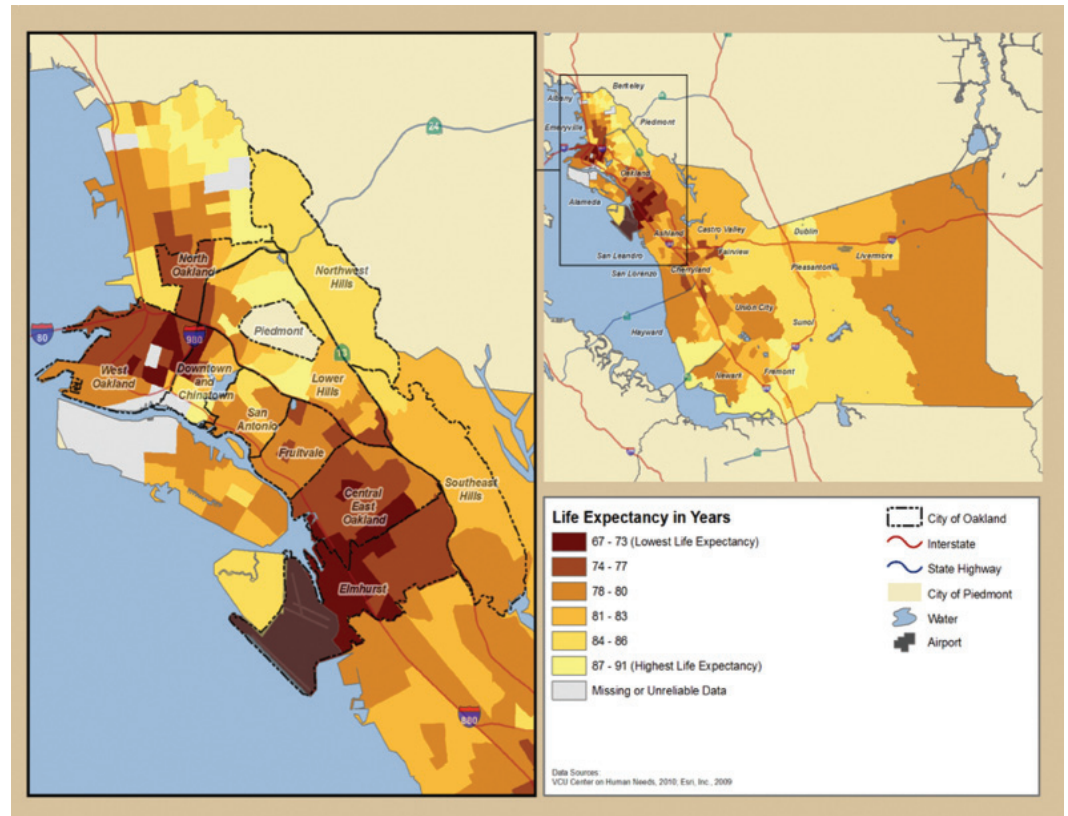 24
North
Oakland
Northwest
Hills
Piedmont
80
980
13
West
Oakland
Downtown
and
Chinatown
Lower
Hills
San
Antonio
Fruitvale
Central
East
Oakland
Southeast
Hills
Elmhurst
880
Berkeley
Albany
Piedmont
Emeryville
Oakland
Alameda
Ashland
Castro Valley
Dublin
San Leandro
Fairview
Livermore
Cherryland
Pleasanton
San Lorenzo
Union City
Sunol
Hayward
Newark
Fremont
Life Expectancy in Years
67 - 73 (Lowest Life Expectancy)
74 - 77
78 - 80
81 - 83
84 - 86
87 - 91 (Highest Life Expectancy)
Missing or Unreliable Data
City of Oakland
Interstate
State Highway
City of Piedmont
Water
Airport
Data Sources:
VCU Center on Human Needs, 2010; Esri, Inc., 2009